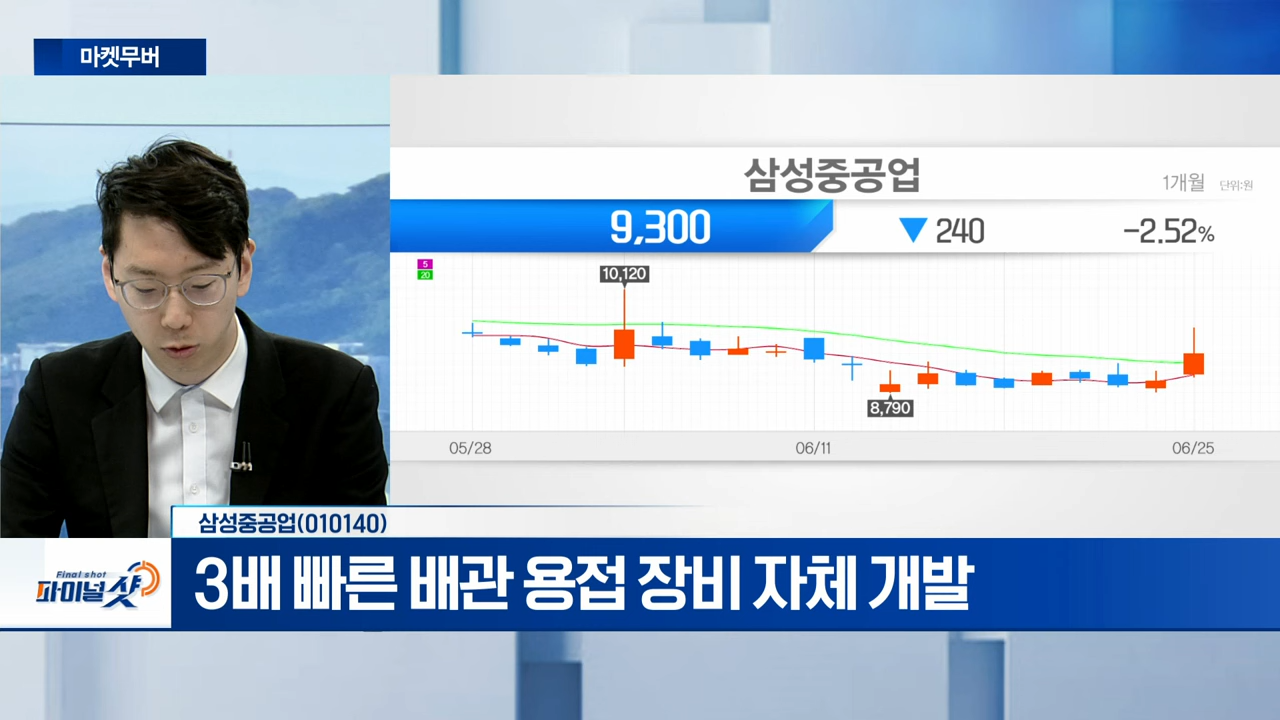 마켓무버
삼성중공업
1개월 단위:원
9,300 ▼ 240 -2.52%
5
20
10,120
8,790
05/28 06/11 06/25
삼성중공업(010140)
Final shot
파이널샷
3배 빠른 배관 용접 장비 자체 개발